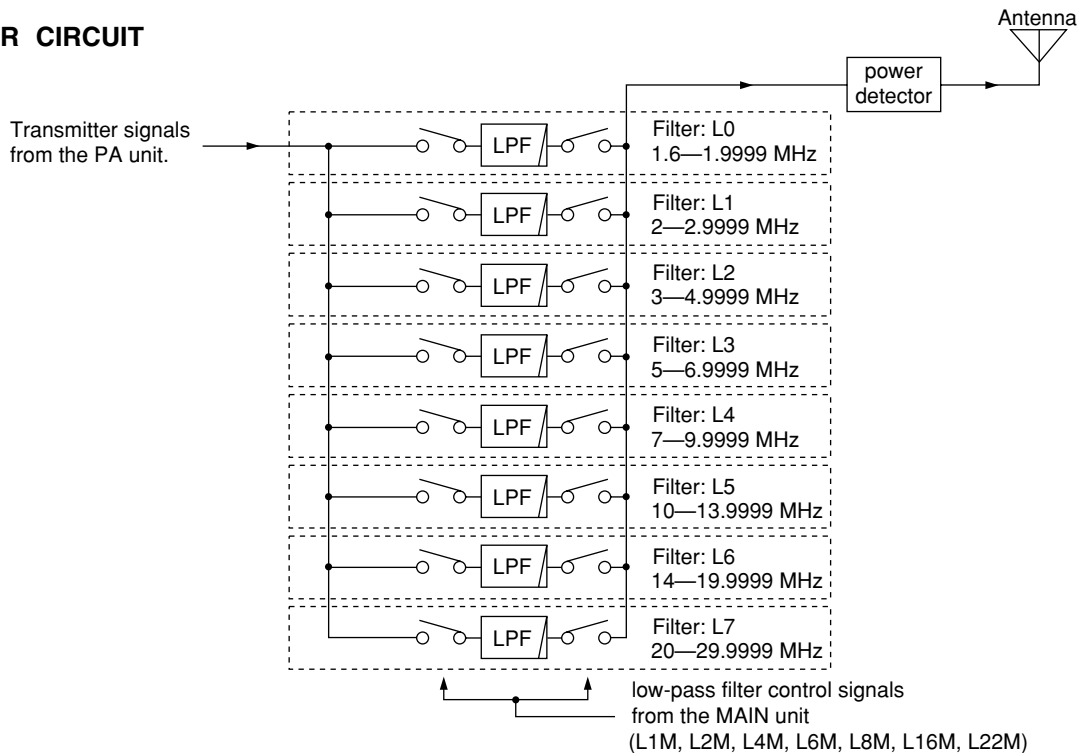 R CIRCUIT
Antenna
power
detector
Transmitter signals
from the PA unit.
LPF
Filter: L0
1.6—1.9999 MHz
LPF
Filter: L1
2—2.9999 MHz
LPF
Filter: L2
3—4.9999 MHz
LPF
Filter: L3
5—6.9999 MHz
LPF
Filter: L4
7—9.9999 MHz
LPF
Filter: L5
10—13.9999 MHz
LPF
Filter: L6
14—19.9999 MHz
LPF
Filter: L7
20—29.9999 MHz
low-pass filter control signals
from the MAIN unit
(L1M, L2M, L4M, L6M, L8M, L16M, L22M)